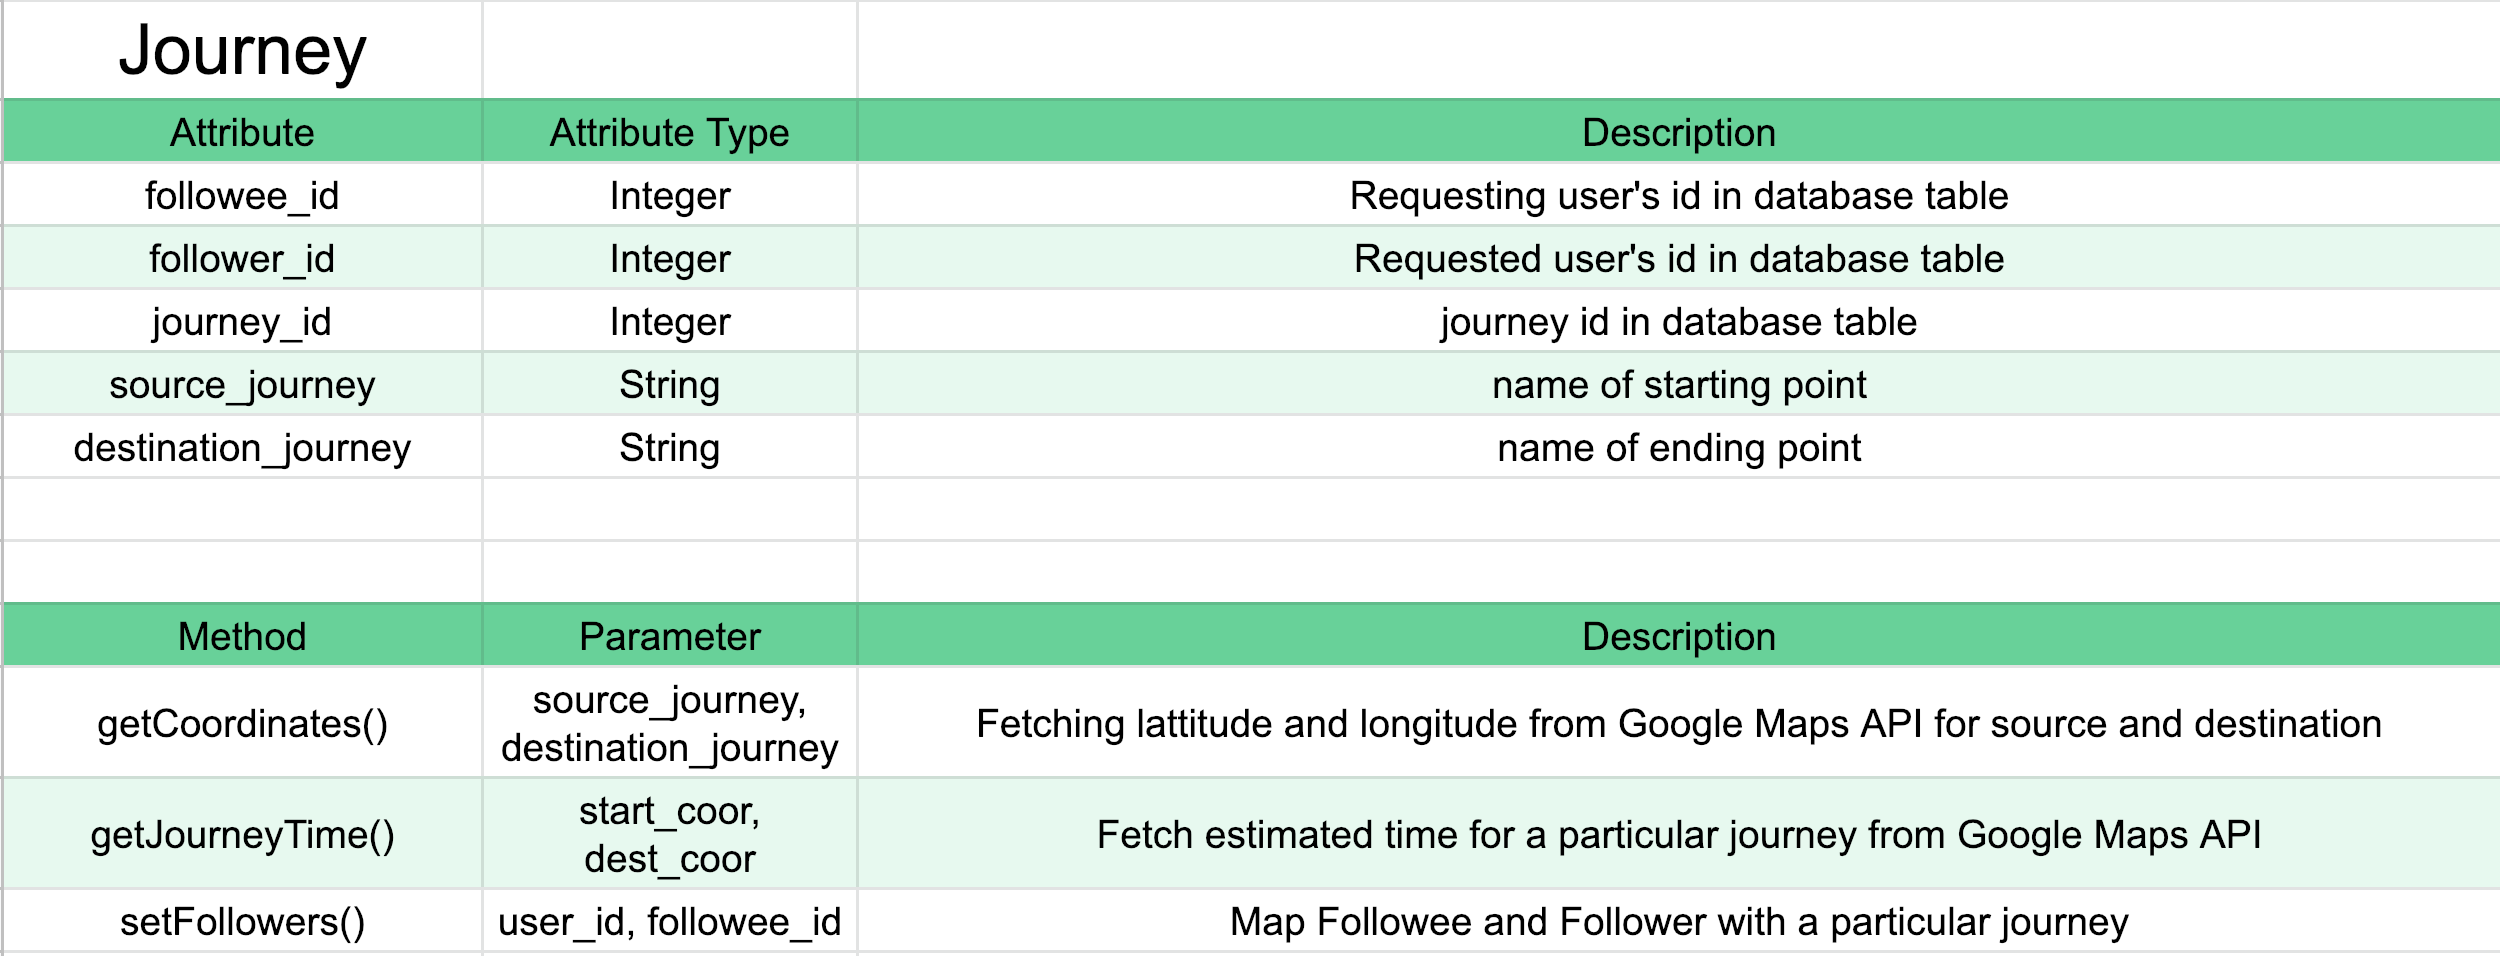 Journey
Attribute Attribute Type Description
followee_id Integer Requesting user's id in database table
follower_id Integer Requested user's id in database table
journey_id Integer journey id in database table
source_journey String name of starting point
destination_journey String name of ending point
Method Parameter Description
getCoordinates() source_journey, destination_journey Fetching lattitude and longitude from Google Maps API for source and destination
getJourneyTime() start_coor, dest_coor Fetch estimated time for a particular journey from Google Maps API
setFollowers() user_id, followee_id Map Followee and Follower with a particular journey